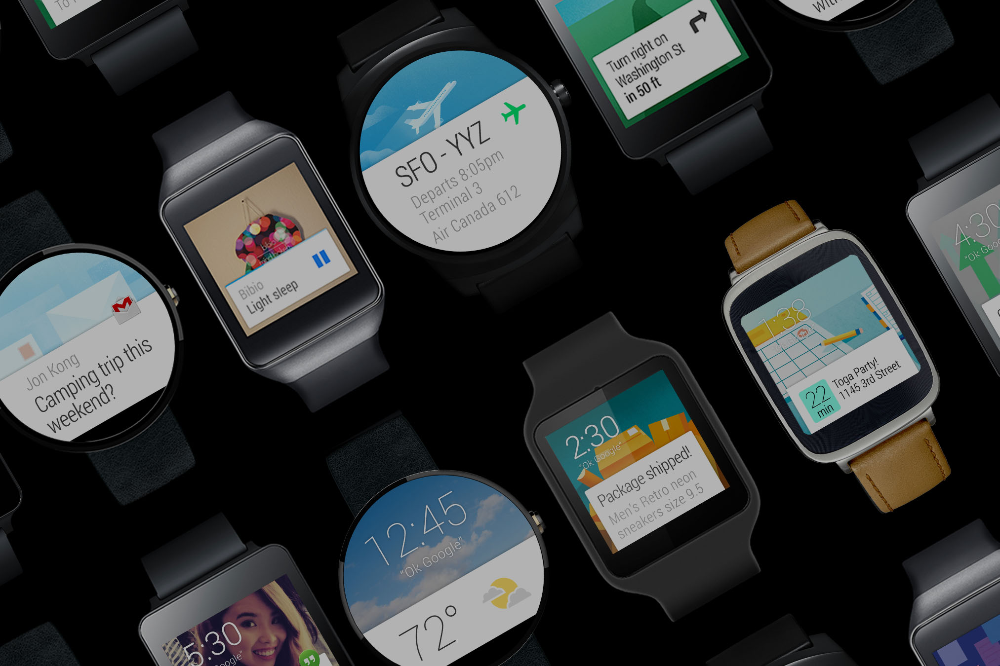 To
Turn right on
Washington St
in 50 ft
SFO - YYZ
Departs 8:05pm
Terminal 3
Air Canada 612
Bibio
Light sleep
4:30
"Ok Goo
Jon Kong
Camping trip this
weekend?
1:38
"Ok Google"
22
min
Toga Party!
1145 3rd Street
2:30
"Ok Google"
Package shipped!
Men's Retro neon
sneakers size 9.5
12:45
"Ok Google"
72°
5:30
oogle"